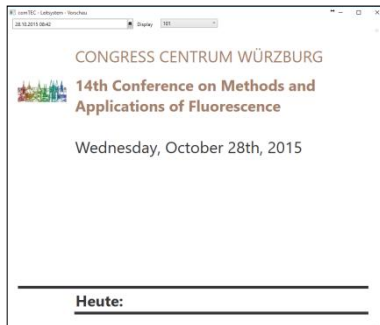 comTEC - Leitsystem - Vorschau
28.10.2015 08:42 Display 101
CONGRESS CENTRUM WÜRZBURG
14th Conference on Methods and
Applications of Fluorescence
Wednesday, October 28th, 2015
Heute: